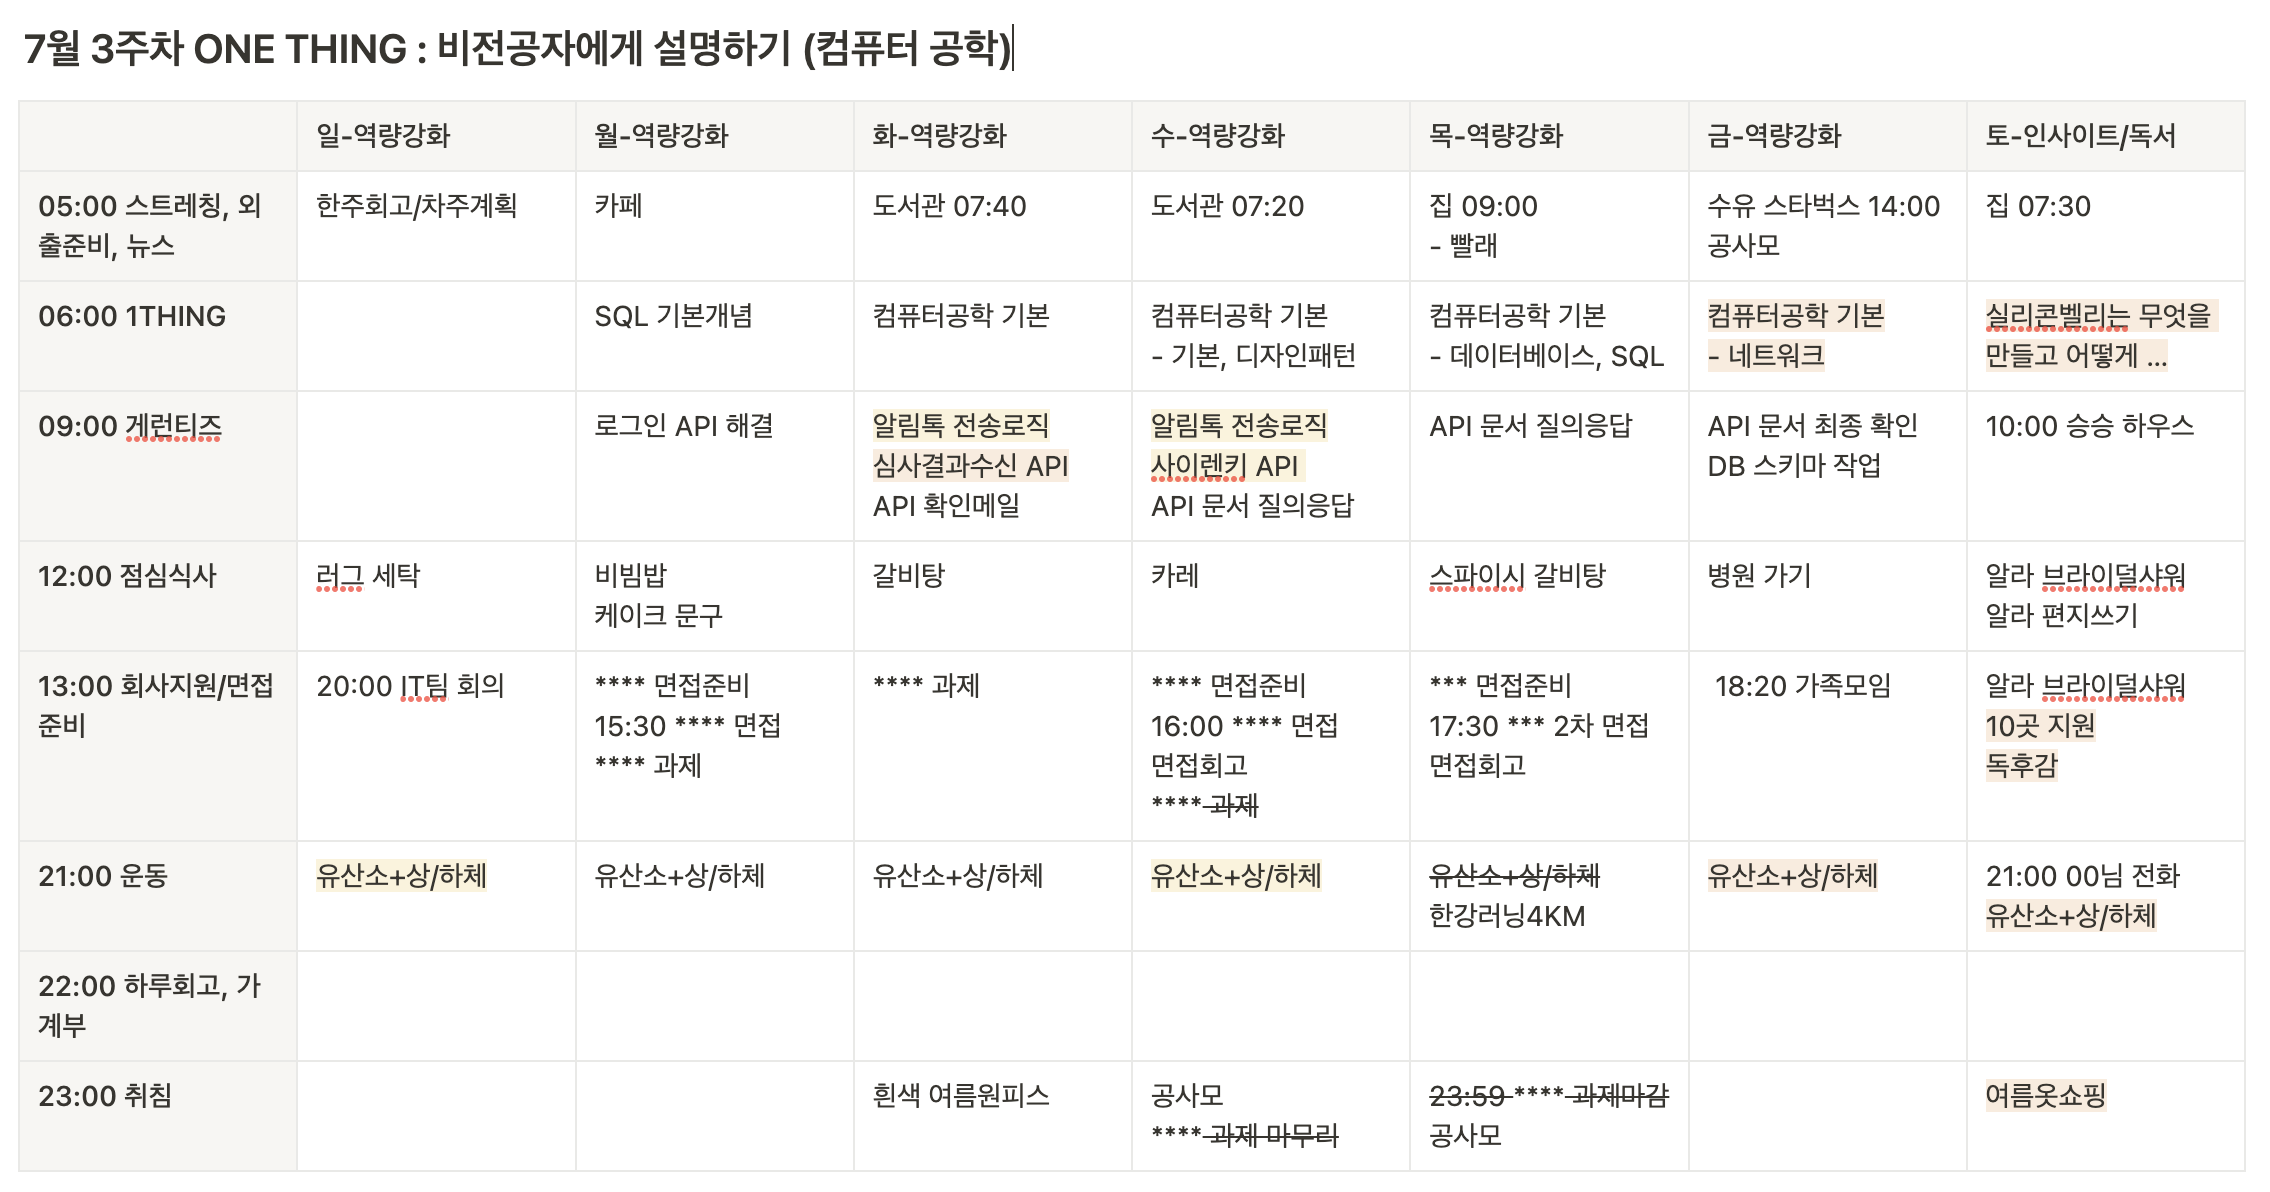 7월 3주차 ONE THING : 비전공자에게 설명하기 (컴퓨터 공학)
일-역량강화
월-역량강화
화-역량강화
수-역량강화
목-역량강화
금-역량강화
토-인사이트/독서
05:00 스트레칭, 외
출준비, 뉴스
한주회고/차주계획
카페
도서관 07:40
도서관 07:20
집 09:00
- 빨래
수유 스타벅스 14:00
공사모
집 07:30
06:00 1THING
SQL 기본개념
컴퓨터공학 기본
컴퓨터공학 기본
- 기본, 디자인패턴
컴퓨터공학 기본
- 데이터베이스, SQL
컴퓨터공학 기본
- 네트워크
실리콘벨리는 무엇을
만들고 어떻게 ...
09:00 게런티즈
로그인 API 해결
알림톡 전송로직
심사결과수신 API
API 확인메일
알림톡 전송로직
사이렌키 API
API 문서 질의응답
API 문서 질의응답
API 문서 최종 확인
DB 스키마 작업
10:00 승승 하우스
12:00 점심식사
러그 세탁
비빔밥
케이크 문구
갈비탕
카레
스파이시 갈비탕
병원 가기
알라 브라이덜샤워
알라 편지쓰기
13:00 회사지원/면접
준비
20:00 IT팀 회의
**** 면접준비
15:30 **** 면접
**** 과제
**** 과제
**** 면접준비
16:00 **** 면접
면접회고
**** 과제
*** 면접준비
17:30 *** 2차 면접
면접회고
18:20 가족모임
알라 브라이덜샤워
10곳 지원
독후감
21:00 운동
유산소+상/하체
유산소+상/하체
유산소+상/하체
유산소+상/하체
유산소+상/하체
한강러닝4KM
유산소+상/하체
21:00 00님 전화
유산소+상/하체
22:00 하루회고, 가
계부
23:00 취침
흰색 여름원피스
공사모
**** 과제 마무리
23:59 **** 과제마감
공사모
여름옷쇼핑